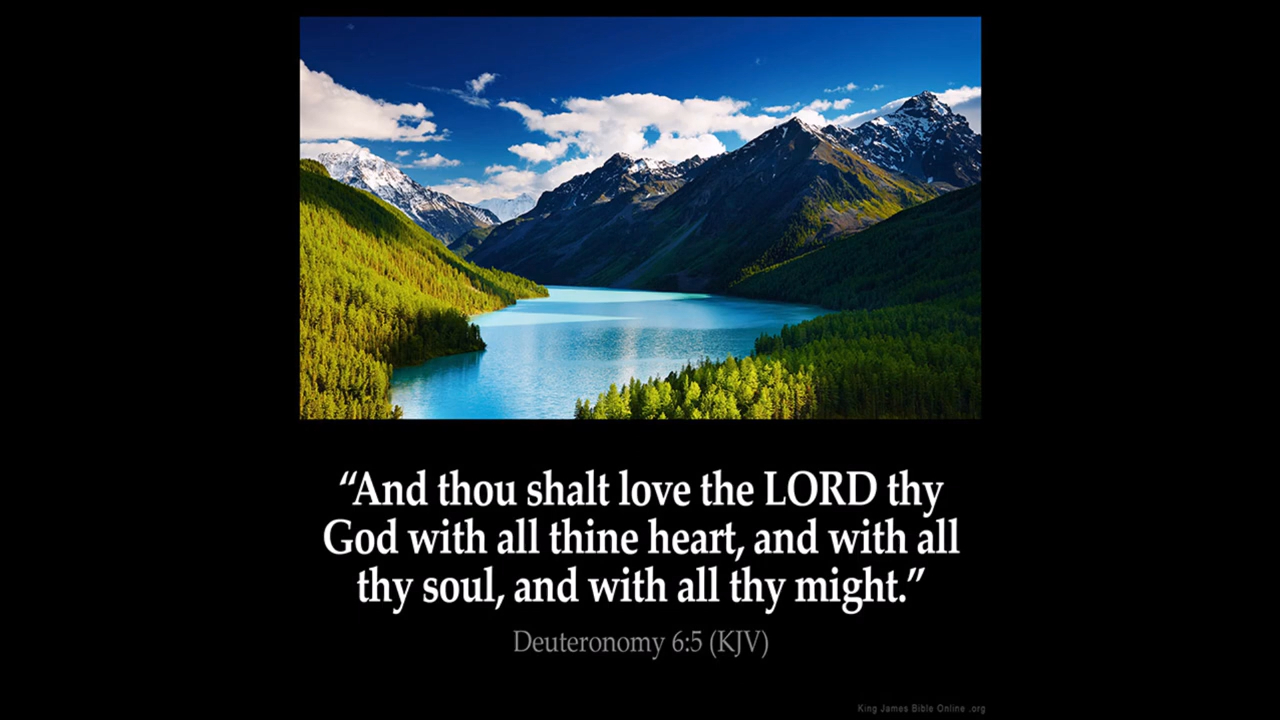 “And thou shalt love the LORD thy
God with all thine heart, and with all
thy soul, and with all thy might.”
Deuteronomy 6:5 (KJV)
King James Bible Online .org